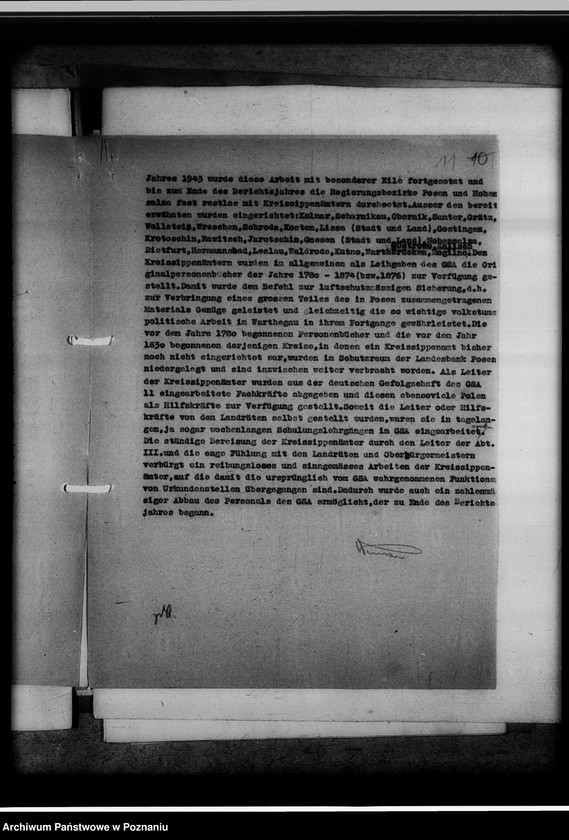 11 10
Jahres 1943 wurde diese Arbeit mit besonderer Eile fortgesetzt und
bis zum Ende des Berichtsjahres die Regierungsbezirke Posen und Hohen
salza fast restlos mit Kreissippenämtern durchsetzt.Ausser den bereit
erwähnten wurden eingerichtet:Kolmar,Scharnikau,Obornik,Samter,Grätz,
Wollstein,Wreschen,Schroda,Kosten,Lissa (Stadt und Land),Gostingen,
Krotoschin,Rawitsch,Jarotschin,Gnesen (Stadt und Land),Hohensalza,
Ostrowo,Kalisch
Dietfurt,Hermannsbad,Leslau,Waldrode,Kutno,Warthbrücken,Mogilno.Den
Kreissippenämtern wurden im allgemeinen als Leihgaben des GSA die Ori
ginalpersonenbücher der Jahre 178o - 1874(bzw.1876) zur Verfügung ge-
stellt.Damit wurde dem Befehl zur luftschutzmässigen Sicherung,d.h.
zur Verbringung eines grossen Teiles des in Posen zusammengetragenen
Materials Genüge geleistet und gleichzeitig die so wichtige volkstums
politische Arbeit im Warthegau in ihrem Fortgange gewährleistet.Die
vor dem Jahre 178o begonnenen Personenbücher und die vor dem Jahr
183o begonnenen derjenigen Kreise,in denen ein Kreissippenamt bisher
noch nicht eingerichtet war,wurden im Schutzraum der Landesbank Posen
niedergelegt und sind inzwischen weiter verbracht worden. Als Leiter
der Kreissippenämter wurden aus der deutschen Gefolgschaft des GSA
11 eingearbeitete Fachkräfte abgegeben und diesen ebensoviele Polen
als Hilfskräfte zur Verfügung gestellt.Soweit die Leiter oder Hilfs-
kräfte von den Landräten selbst gestellt wurden,waren sie in tagelan-
gen,ja sogar wochenlangen Schulungslehrgängen im GSA eingearbeitet.
Die ständige Bereisung der Kreissippenämter durch den Leiter der Abt.
III.und die enge Fühlung mit den Landräten und Oberbürgermeistern
verbürgt ein reibungsloses und sinngemässes Arbeiten der Kreissippen-
ämter,auf die damit die ursprünglich vom GSA wahrgenommenen Funktionen
von Urkundenstellen übergegangen sind.Dadurch wurde auch ein zahlenmä
siger Abbau des Personals des GSA ermöglicht,der zu Ende des Berichts
jahres begann.
Archiwum Państwowe w Poznaniu